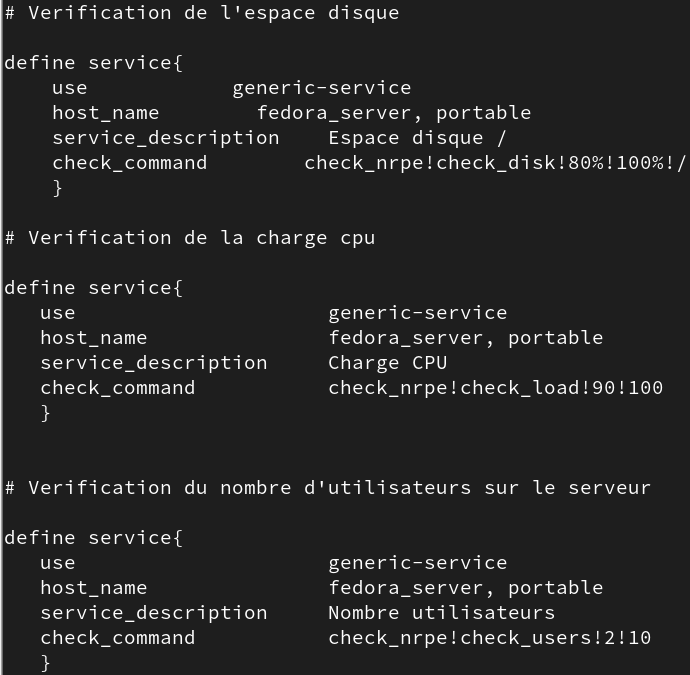 # Verification de l'espace disque
define service{
use generic-service
host_name fedora_server, portable
service_description Espace disque /
check_command check_nrpe!check_disk!80%!100%!/
}
# Verification de la charge cpu
define service{
use generic-service
host_name fedora_server, portable
service_description Charge CPU
check_command check_nrpe!check_load!90!100
}
# Verification du nombre d'utilisateurs sur le serveur
define service{
use generic-service
host_name fedora_server, portable
service_description Nombre utilisateurs
check_command check_nrpe!check_users!2!10
}